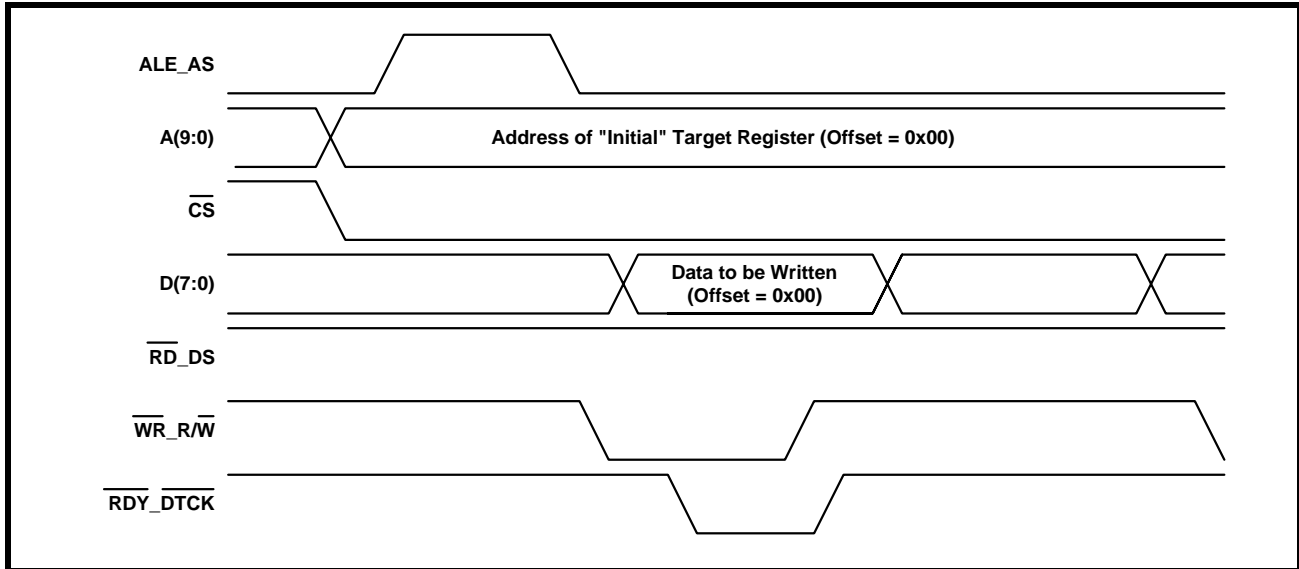 ALE_AS
A(9:0)
Address of "Initial" Target Register (Offset = 0x00)
CS
D(7:0)
Data to be Written
(Offset = 0x00)
RD_DS
WR_R/W
RDY_DTCK